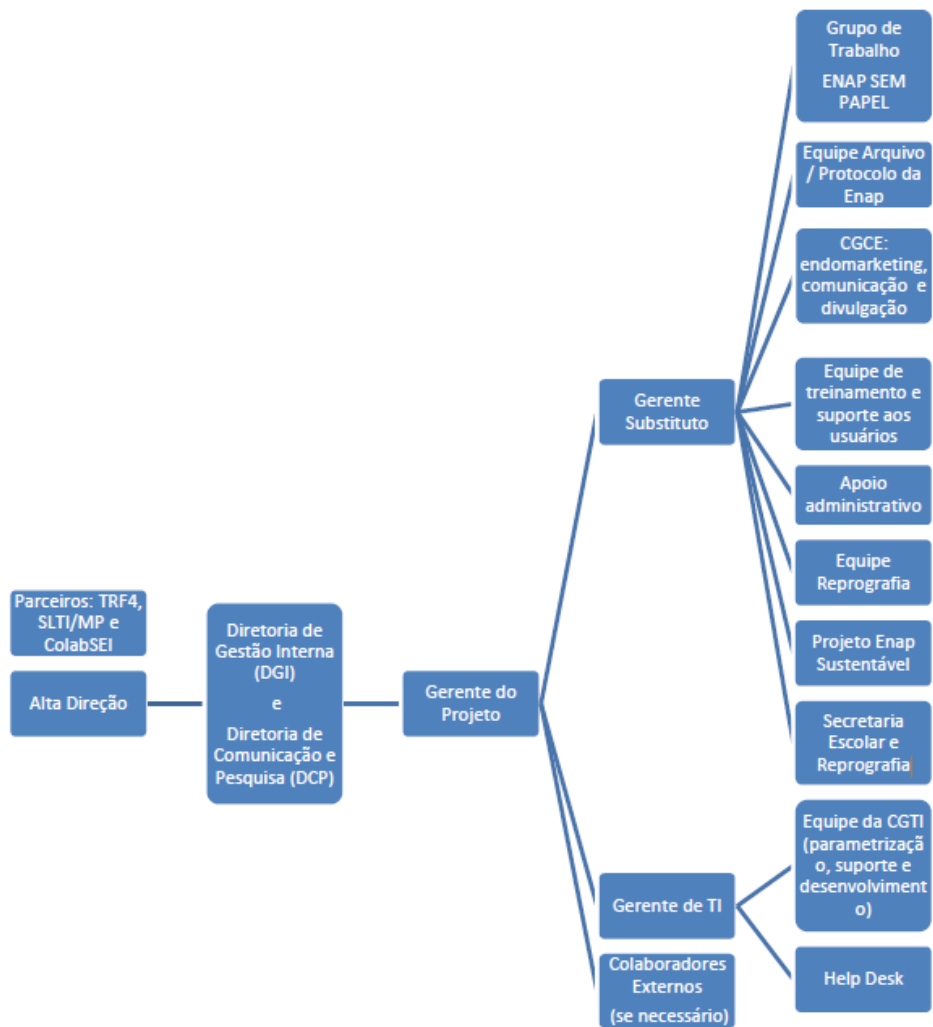 Parceiros: TRF4,
SLTI/MP e
ColabSEI
Alta Direção
Diretoria de
Gestão Interna
(DGI)
e
Diretoria de
Comunicação e
Pesquisa (DCP)
Gerente do
Projeto
Gerente
Substituto
Grupo de
Trabalho
ENAP SEM
PAPEL
Equipe Arquivo
/ Protocolo da
Enap
CGCE:
endomarketing,
comunicação e
divulgação
Equipe de
treinamento e
suporte aos
usuários
Apoio
administrativo
Equipe
Reprografia
Projeto Enap
Sustentável
Secretaria
Escolar e
Reprografia
Gerente de TI
Equipe da CGTI
(parametrizaçã
o, suporte e
desenvolviment
o)
Help Desk
Colaboradores
Externos
(se necessário)